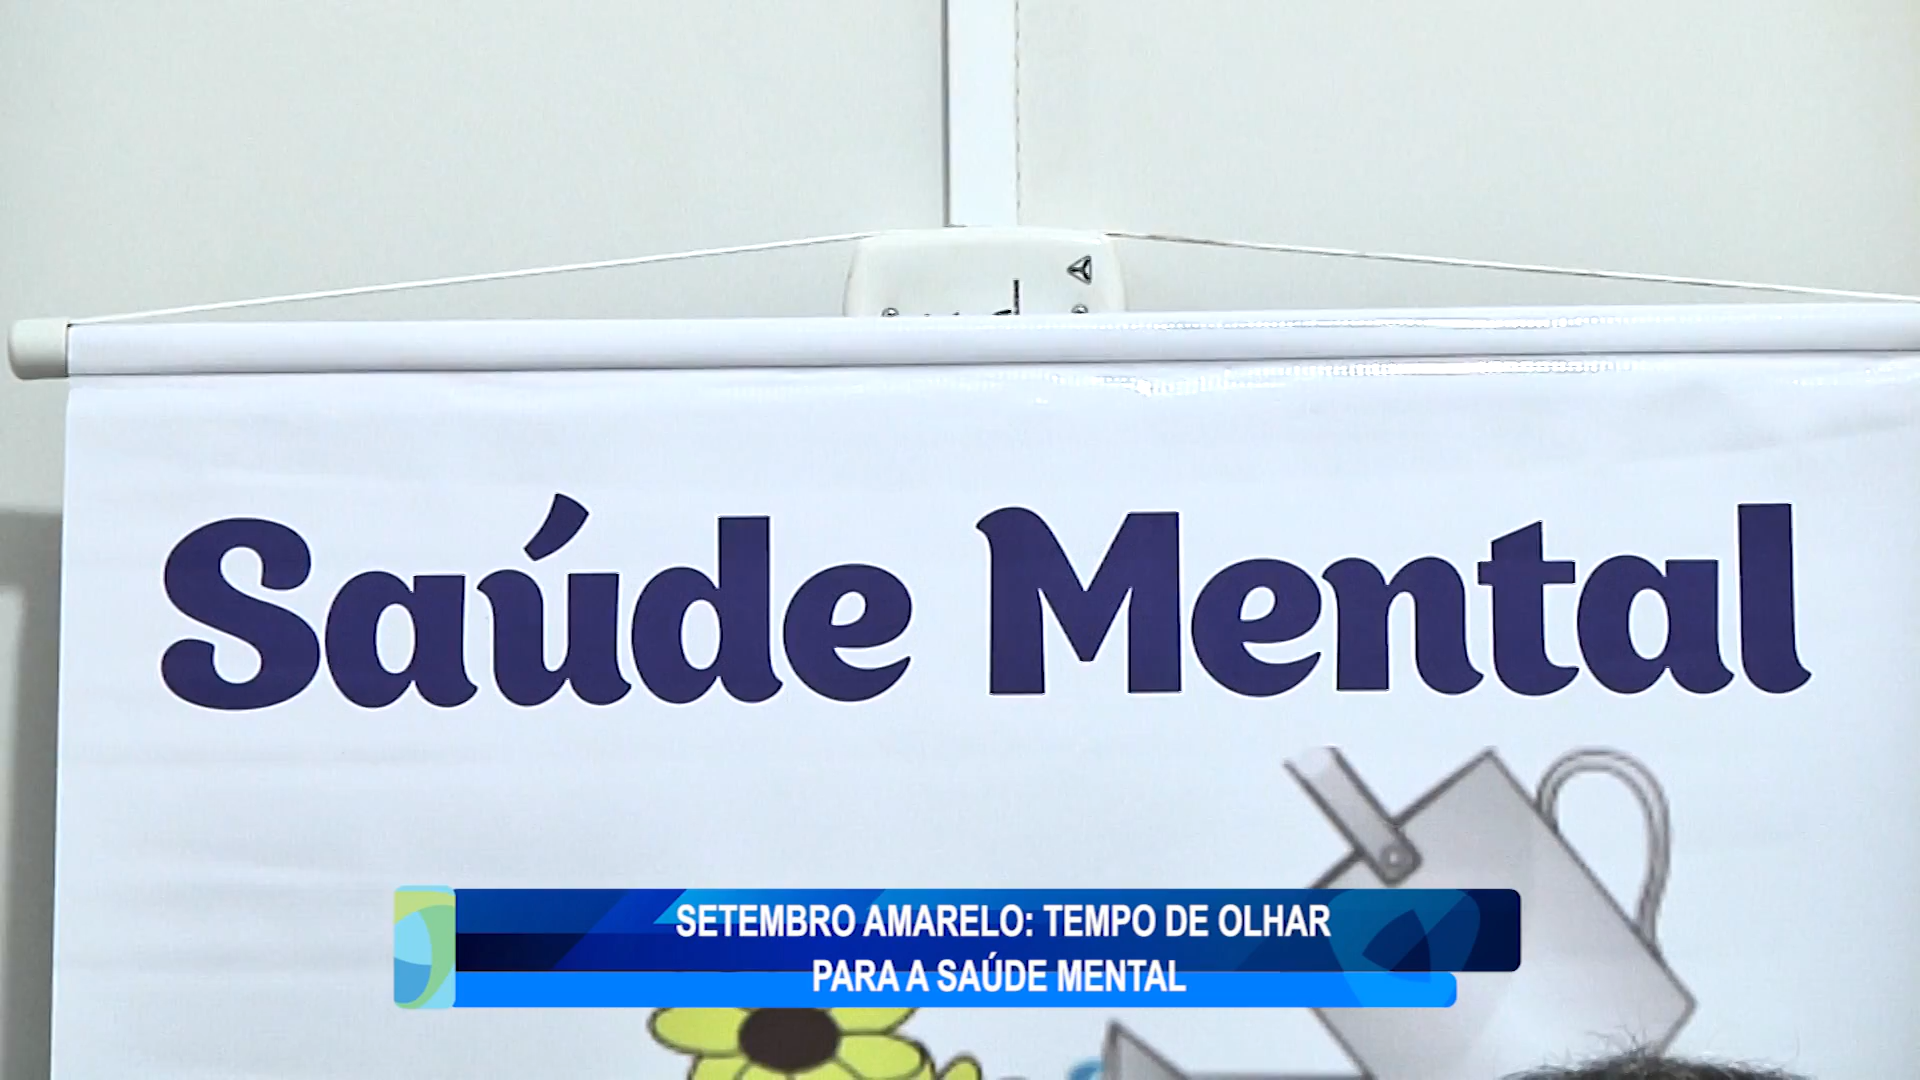 Saúde Mental
SETEMBRO AMARELO: TEMPO DE OLHAR
PARA A SAÚDE MENTAL